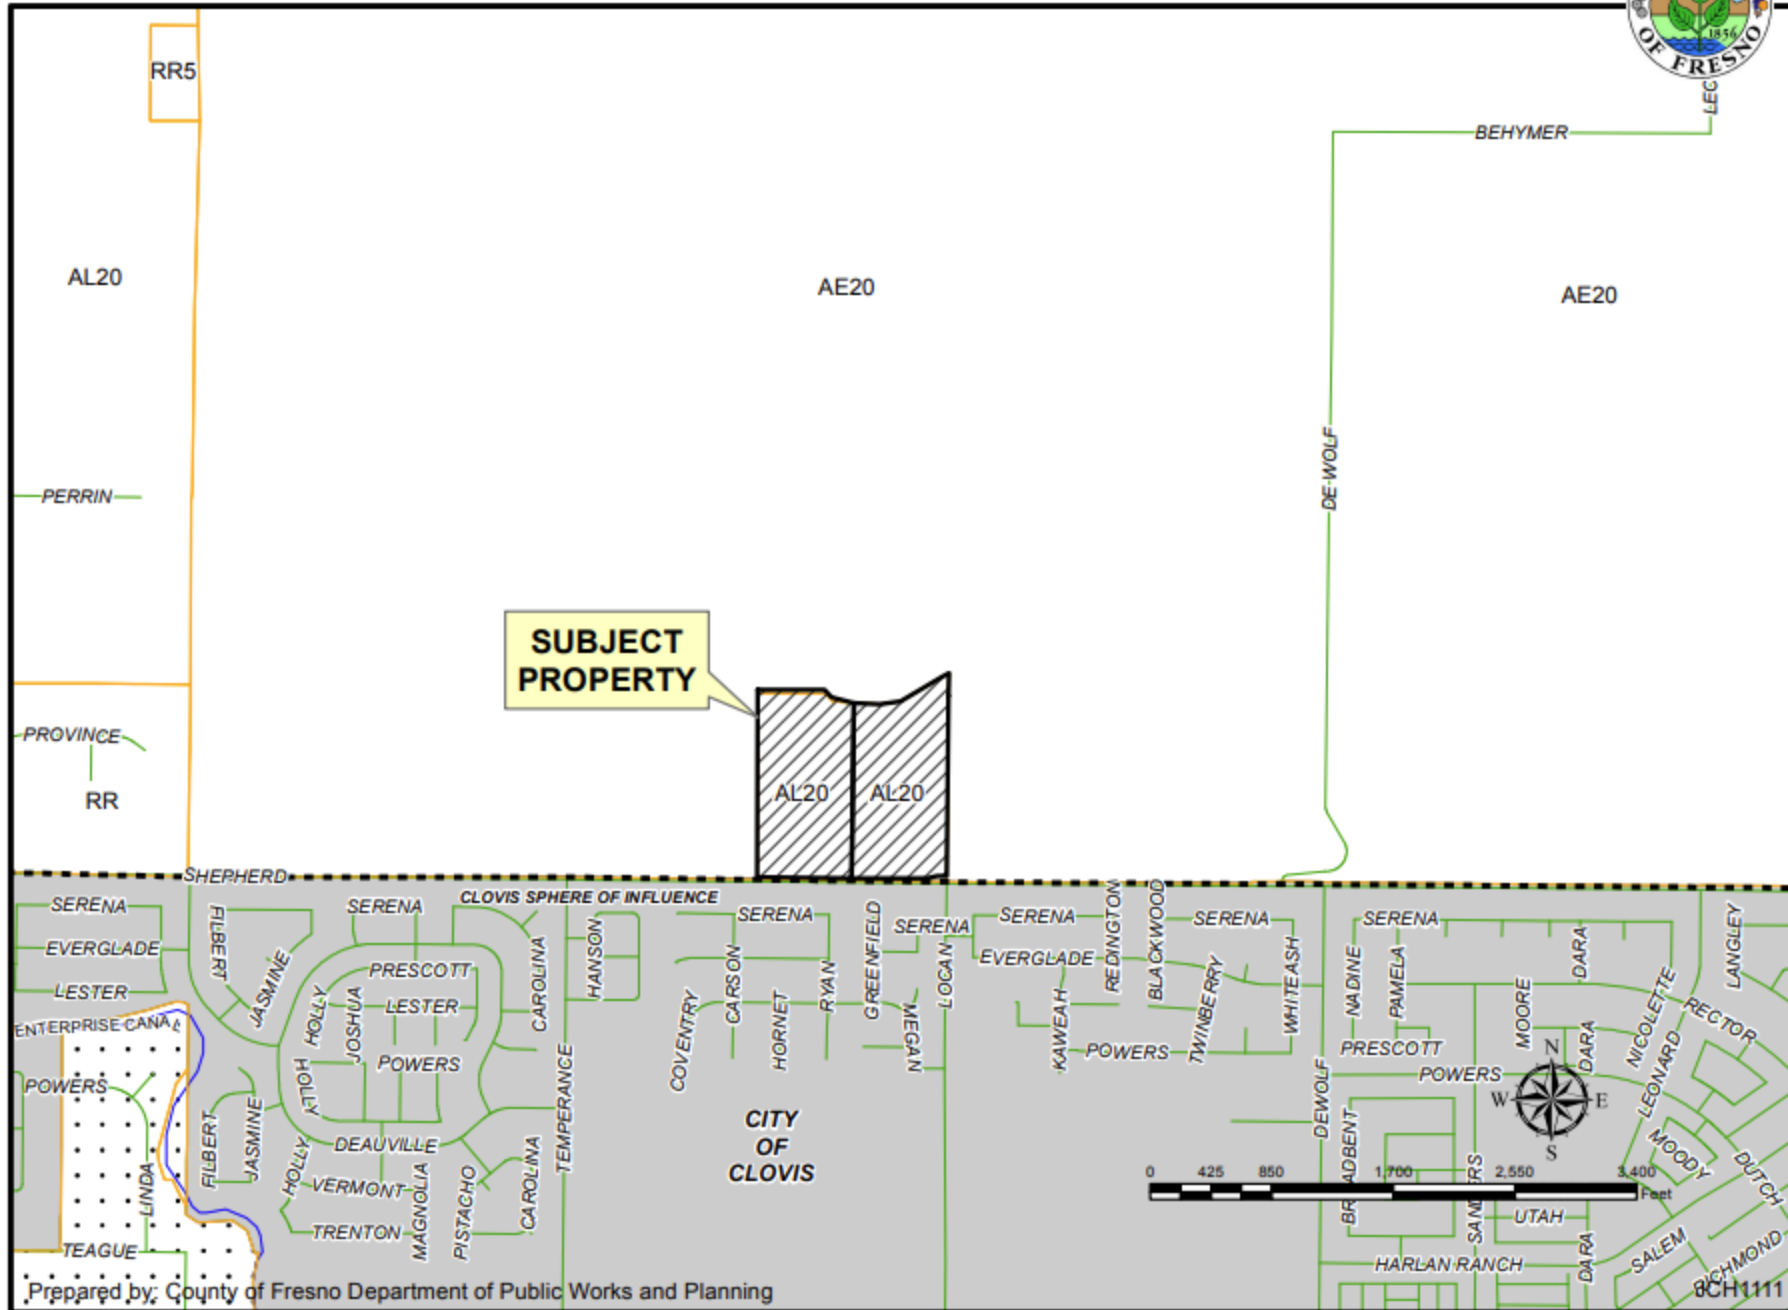 1856
OF FRESNO
RR5
BEHYMER
AL20
AE20
AE20
DE WOLF
PERRIN
SUBJECT
PROPERTY
PROVINCE
RR
AL20
AL20
SHEPHERD
CLOVIS SPHERE OF INFLUENCE
SERENA
SERENA
SERENA
SERENA
SERENA
SERENA
SERENA
FILBERT
HANSON
GREENFIELD
REDINGTON
BLACKWOOD
LANGLEY
EVERGLADE
EVERGLADE
JASMINE
PRESCOTT
CAROLINA
CARSON
RYAN
LOGAN
WHITEASH
NADINE
PAMELA
DARA
LESTER
LESTER
HOLLY
JOSHUA
COVENTRY
HORNET
MEGAN
KAWEAH
TWINBERRY
MOORE
NICOLETTE
RECTOR
ENTERPRISE CANAL
POWERS
POWERS
POWERS
PRESCOTT
POWERS
DARA
LEONARD
HOLLY
TEMPERANCE
DEWOLF
N
W
E
S
FILBERT
JASMINE
DEAUVILLE
CITY
OF
CLOVIS
MOODY
DUTCH
LINDA
HOLLY
VERMONT
MAGNOLIA
PISTACHO
CAROLINA
0 425 850 1,700 2,550 3,400
Feet
SANDERS
UTAH
TRENTON
TEAGUE
HARLAN RANCH
DARA
SALEM
RICHMOND
Prepared by: County of Fresno Department of Public Works and Planning